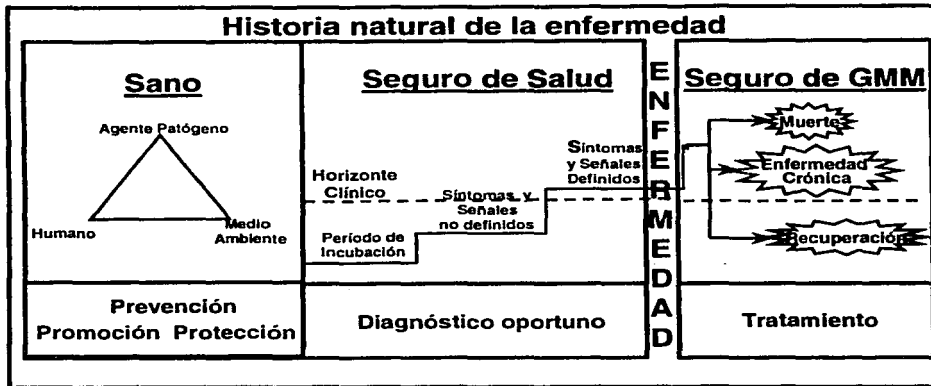 Historia natural de la enfermedad
Sano
Agente Patógeno
Humano
Medio
Ambiente
Prevención
Promoción Protección
Seguro de Salud
Horizonte
Clínico
Período de
Incubación
Síntomas y
Señales
no definidos
Síntomas
y Señales
Definidos
Diagnóstico oportuno
ENFERMEDAD
Seguro de GMM
Muerte
Enfermedad
Crónica
Recuperación
Tratamiento